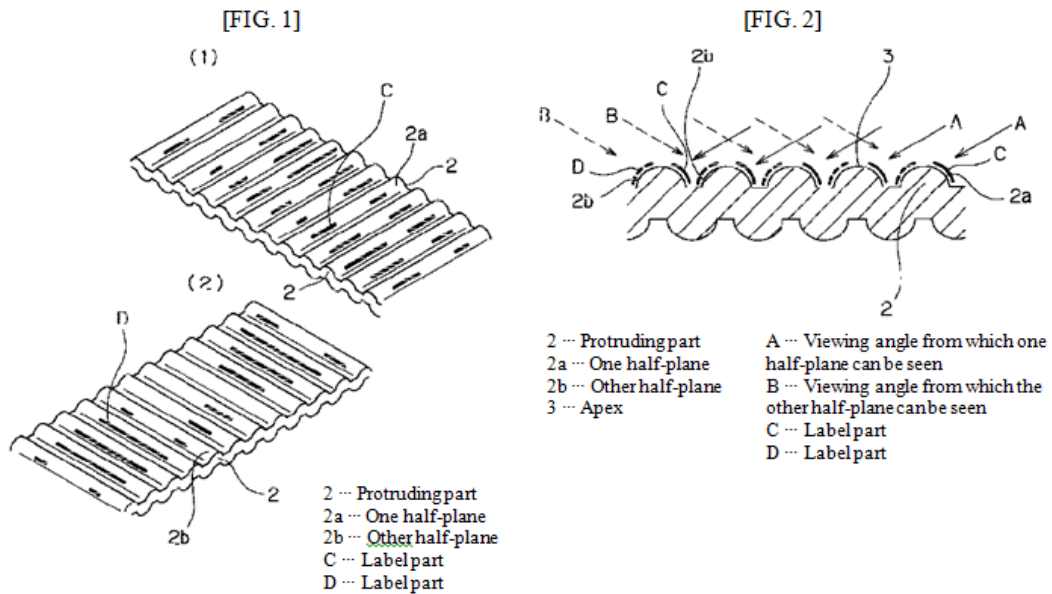 [FIG. 1]
(1)
C
2a
2
2
(2)
D
2
2b
2 ··· Protruding part
2a ··· One half-plane
2b ··· Other half-plane
C ··· Label part
D ··· Label part
[FIG. 2]
2b
3
C
B
B
A
A
D
C
2b
2a
2
2 ··· Protruding part
2a ··· One half-plane
2b ··· Other half-plane
3 ··· Apex
A ··· Viewing angle from which one
half-plane can be seen
B ··· Viewing angle from which the
other half-plane can be seen
C ··· Label part
D ··· Label part